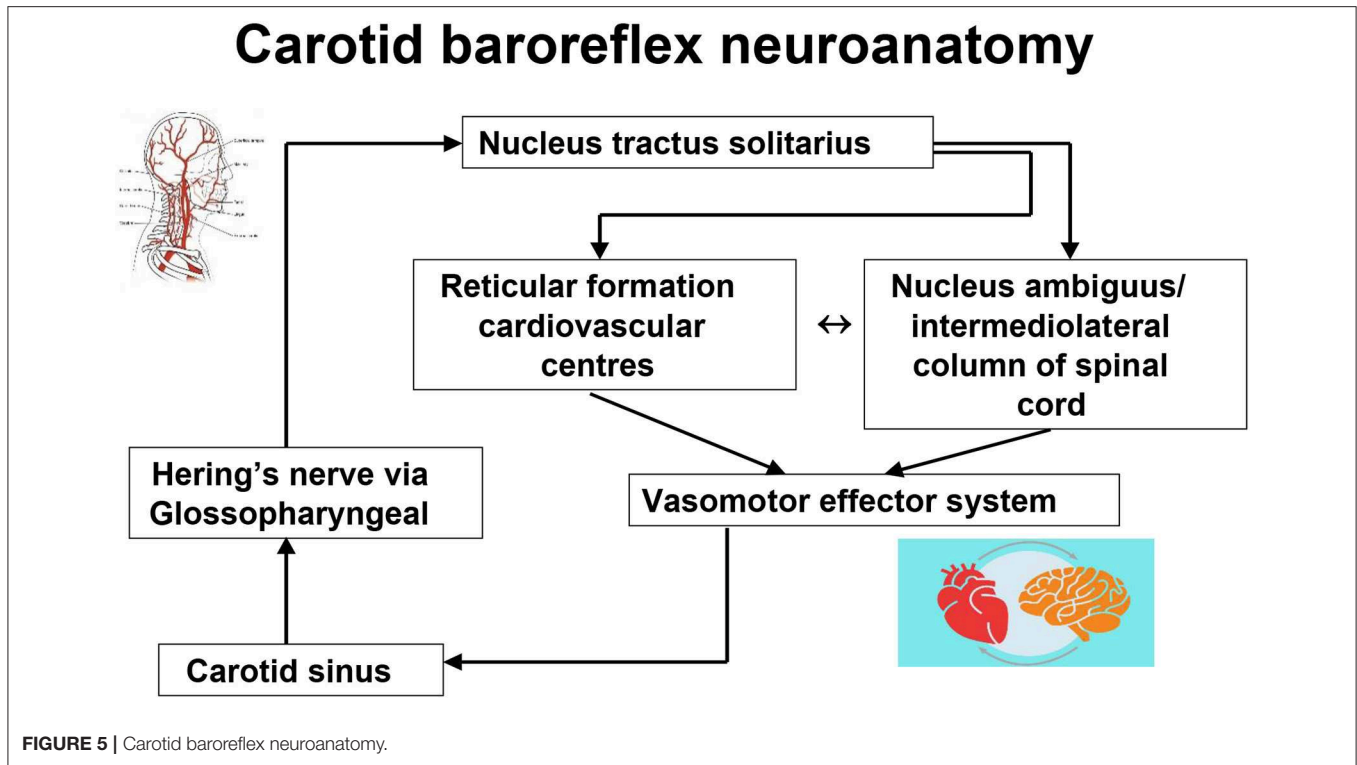 Carotid baroreflex neuroanatomy
Nucleus tractus solitarius
Reticular formation
cardiovascular
centres
↔
Nucleus ambiguus/
intermediolateral
column of spinal
cord
Hering's nerve via
Glossopharyngeal
Vasomotor effector system
Carotid sinus
FIGURE 5 | Carotid baroreflex neuroanatomy.